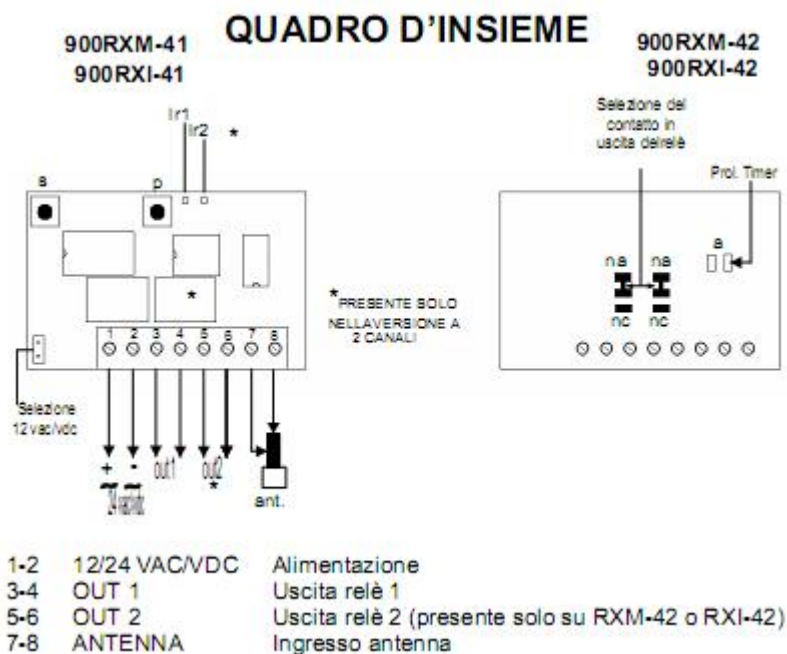 QUADRO D'INSIEME
900RXM-41
900RXI-41
900RXM-42
900RXI-42
lr1
lr2 *
s
p
*
1 2 3 4 5 6 7 8
Selezione
12 vac/vdc
+ - out1 out2
*
24 vac/vdc
ant.
*PRESENTE SOLO
NELLAVERSIONE A
2 CANALI
Selezione del
contatto in
uscita delrelè
Prol. Timer
a
na na
nc nc
1-2 12/24 VAC/VDC Alimentazione
3-4 OUT 1 Uscita relè 1
5-6 OUT 2 Uscita relè 2 (presente solo su RXM-42 o RXI-42)
7-8 ANTENNA Ingresso antenna